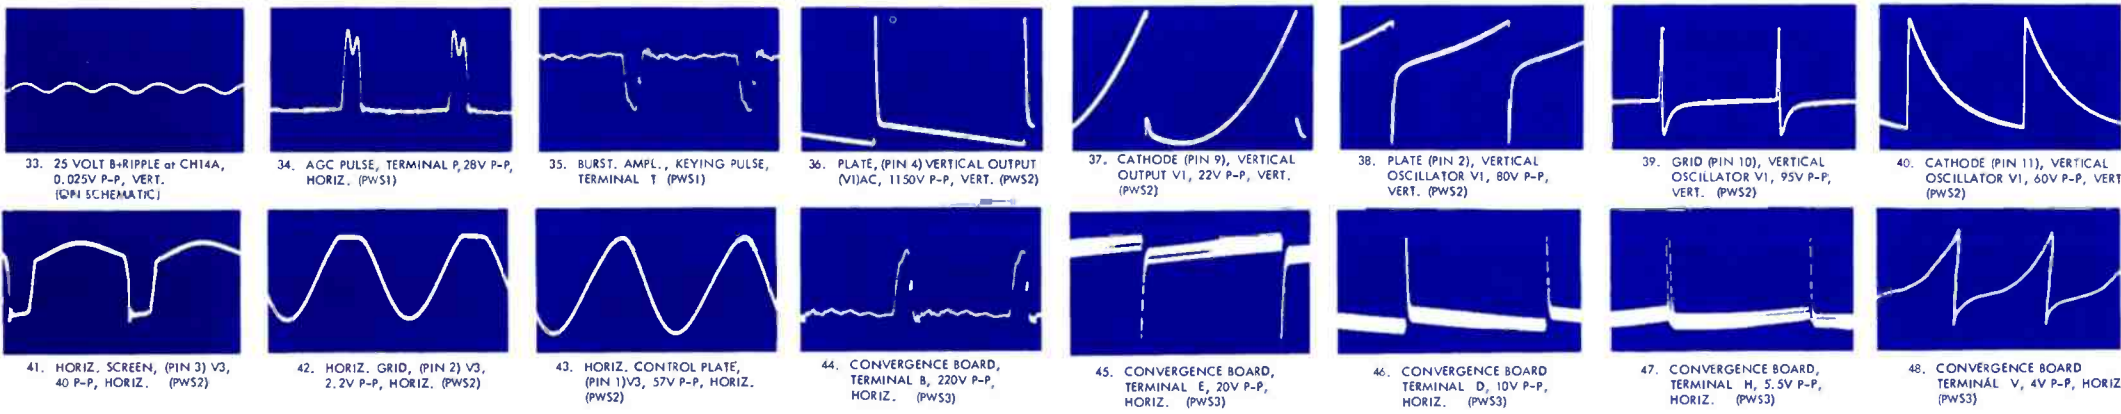 33. 25 VOLT B+RIPPLE at CH14A,
0.025V P-P, VERT.
(ON SCHEMATIC)
34. AGC PULSE, TERMINAL P, 28V P-P,
HORIZ. (PWS1)
35. BURST. AMPL., KEYING PULSE,
TERMINAL T (PWS1)
36. PLATE, (PIN 4) VERTICAL OUTPUT
(V1)AC, 1150V P-P, VERT. (PWS2)
37. CATHODE (PIN 9), VERTICAL
OUTPUT V1, 22V P-P, VERT.
(PWS2)
38. PLATE (PIN 2), VERTICAL
OSCILLATOR V1, 80V P-P,
VERT. (PWS2)
39. GRID (PIN 10), VERTICAL
OSCILLATOR V1, 95V P-P,
VERT. (PWS2)
40. CATHODE (PIN 11), VERTICAL
OSCILLATOR V1, 60V P-P, VERT
(PWS2)
41. HORIZ. SCREEN, (PIN 3) V3,
40 P-P, HORIZ. (PWS2)
42. HORIZ. GRID, (PIN 2) V3,
2.2V P-P, HORIZ. (PWS2)
43. HORIZ. CONTROL PLATE,
(PIN 1)V3, 57V P-P, HORIZ.
(PWS2)
44. CONVERGENCE BOARD,
TERMINAL B, 220V P-P,
HORIZ. (PWS3)
45. CONVERGENCE BOARD,
TERMINAL E, 20V P-P,
HORIZ. (PWS3)
46. CONVERGENCE BOARD
TERMINAL D, 10V P-P,
HORIZ. (PWS3)
47. CONVERGENCE BOARD,
TERMINAL H, 5.5V P-P,
HORIZ. (PWS3)
48. CONVERGENCE BOARD
TERMINAL V, 4V P-P, HORIZ
(PWS3)